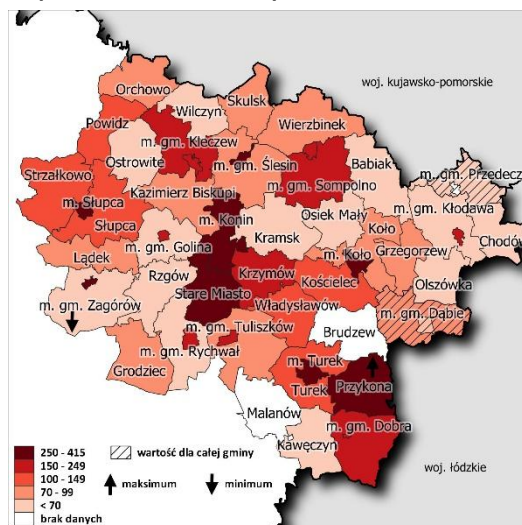 woj. kujawsko-pomorskie
Orchowo
Wilczyn
Skulsk
Powidz
m. gm. Kleczew
Wierzbinek
Ostrowite
m. gm. Ślesin
Babiak
m. gm. Przedecz
Strzałkowo
m. gm. Sompolno
m. Słupca
Kazimierz Biskupi
Osiek Mały
m. gm. Kłodawa
Słupca
m. Konin
Kramsk
Koło
Chodów
m. gm. Golina
m. Koło
Grzegorzew
Lądek
Krzymów
Kościelec
Olszówka
Rzgów
Stare Miasto
m. gm. Zagórów
Władysławów
m. gm. Dąbie
m. gm. Tuliszków
Brudzew
m. gm. Rychwał
m. Turek
Grodziec
Turek
Przykona
Malanów
m. gm. Dobra
Kawęczyn
250 - 415
wartość dla całej gminy
150 - 249
100 - 149
maksimum
minimum
70 - 99
< 70
brak danych
woj. łódzkie